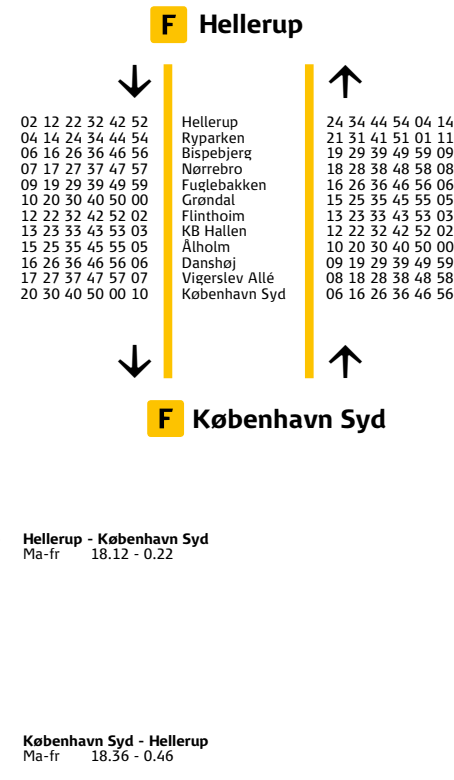 F Hellerup
02 12 22 32 42 52 Hellerup 24 34 44 54 04 14
04 14 24 34 44 54 Ryparken 21 31 41 51 01 11
06 16 26 36 46 56 Bispebjerg 19 29 39 49 59 09
07 17 27 37 47 57 Nørrebro 18 28 38 48 58 08
09 19 29 39 49 59 Fuglebakken 16 26 36 46 56 06
10 20 30 40 50 00 Grøndal 15 25 35 45 55 05
12 22 32 42 52 02 Flintholm 13 23 33 43 53 03
13 23 33 43 53 03 KB Hallen 12 22 32 42 52 02
15 25 35 45 55 05 Ålholm 10 20 30 40 50 00
16 26 36 46 56 06 Danshøj 09 19 29 39 49 59
17 27 37 47 57 07 Vigerslev Allé 08 18 28 38 48 58
20 30 40 50 00 10 København Syd 06 16 26 36 46 56
F København Syd
Hellerup - København Syd
Ma-fr 18.12 - 0.22
København Syd - Hellerup
Ma-fr 18.36 - 0.46